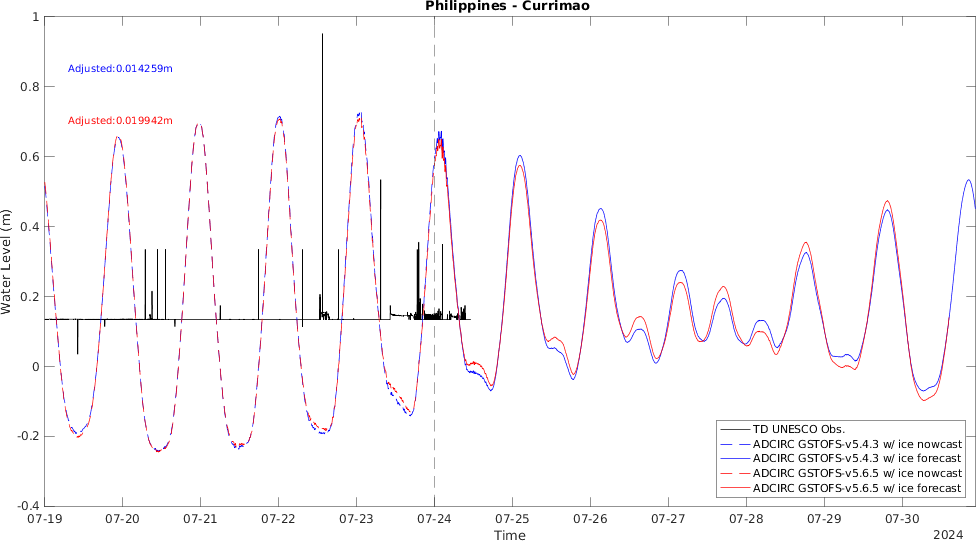 Philippines - Currimao
1
0.8
0.6
0.4
0.2
0
-0.2
-0.4
Water Level (m)
Adjusted:0.014259m
Adjusted:0.019942m
TD UNESCO Obs.
ADCIRC GSTOFS-v5.4.3 w/ ice nowcast
ADCIRC GSTOFS-v5.4.3 w/ ice forecast
ADCIRC GSTOFS-v5.6.5 w/ ice nowcast
ADCIRC GSTOFS-v5.6.5 w/ ice forecast
07-19 07-20 07-21 07-22 07-23 07-24 07-25 07-26 07-27 07-28 07-29 07-30
Time
2024